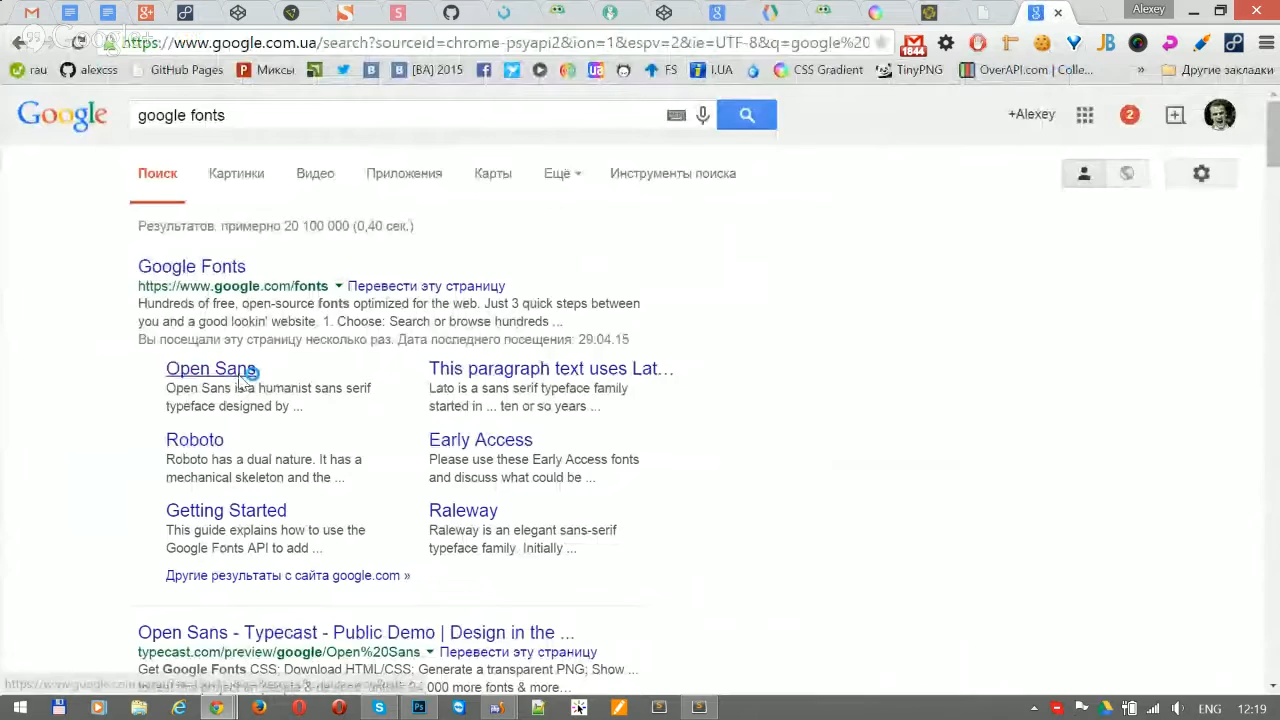 Alexey
https://www.google.com.ua/search?sourceid=chrome-psyapi2&ion=1&espv=2&ie=UTF-8&q=google%20
1844
rau
alexcss
GitHub Pages
Миксы
[BA] 2015
FS
I.UA
CSS Gradient
TinyPNG
OverAPI.com | Colle...
»
Другие закладки
Google
google fonts
+Alexey
2
Поиск
Картинки
Видео
Приложения
Карты
Ещё
Инструменты поиска
Результатов: примерно 20 100 000 (0,40 сек.)
Google Fonts
https://www.google.com/fonts
Перевести эту страницу
Hundreds of free, open-source fonts optimized for the web. Just 3 quick steps between
you and a good lookin' website. 1. Choose: Search or browse hundreds ...
Вы посещали эту страницу несколько раз. Дата последнего посещения: 29.04.15
Open Sans
Open Sans is a humanist sans serif
typeface designed by ...
This paragraph text uses Lat...
Lato is a sans serif typeface family
started in ... ten or so years ...
Roboto
Roboto has a dual nature. It has a
mechanical skeleton and the ...
Early Access
Please use these Early Access fonts
and discuss what could be ...
Getting Started
This guide explains how to use the
Google Fonts API to add ...
Raleway
Raleway is an elegant sans-serif
typeface family. Initially ...
Другие результаты с сайта google.com »
Open Sans - Typecast - Public Demo | Design in the ...
typecast.com/preview/google/Open%20Sans
Перевести эту страницу
Get Google Fonts CSS; Download HTML/CSS; Generate a transparent PNG; Show ...
000 more fonts & more...
ENG
12:19